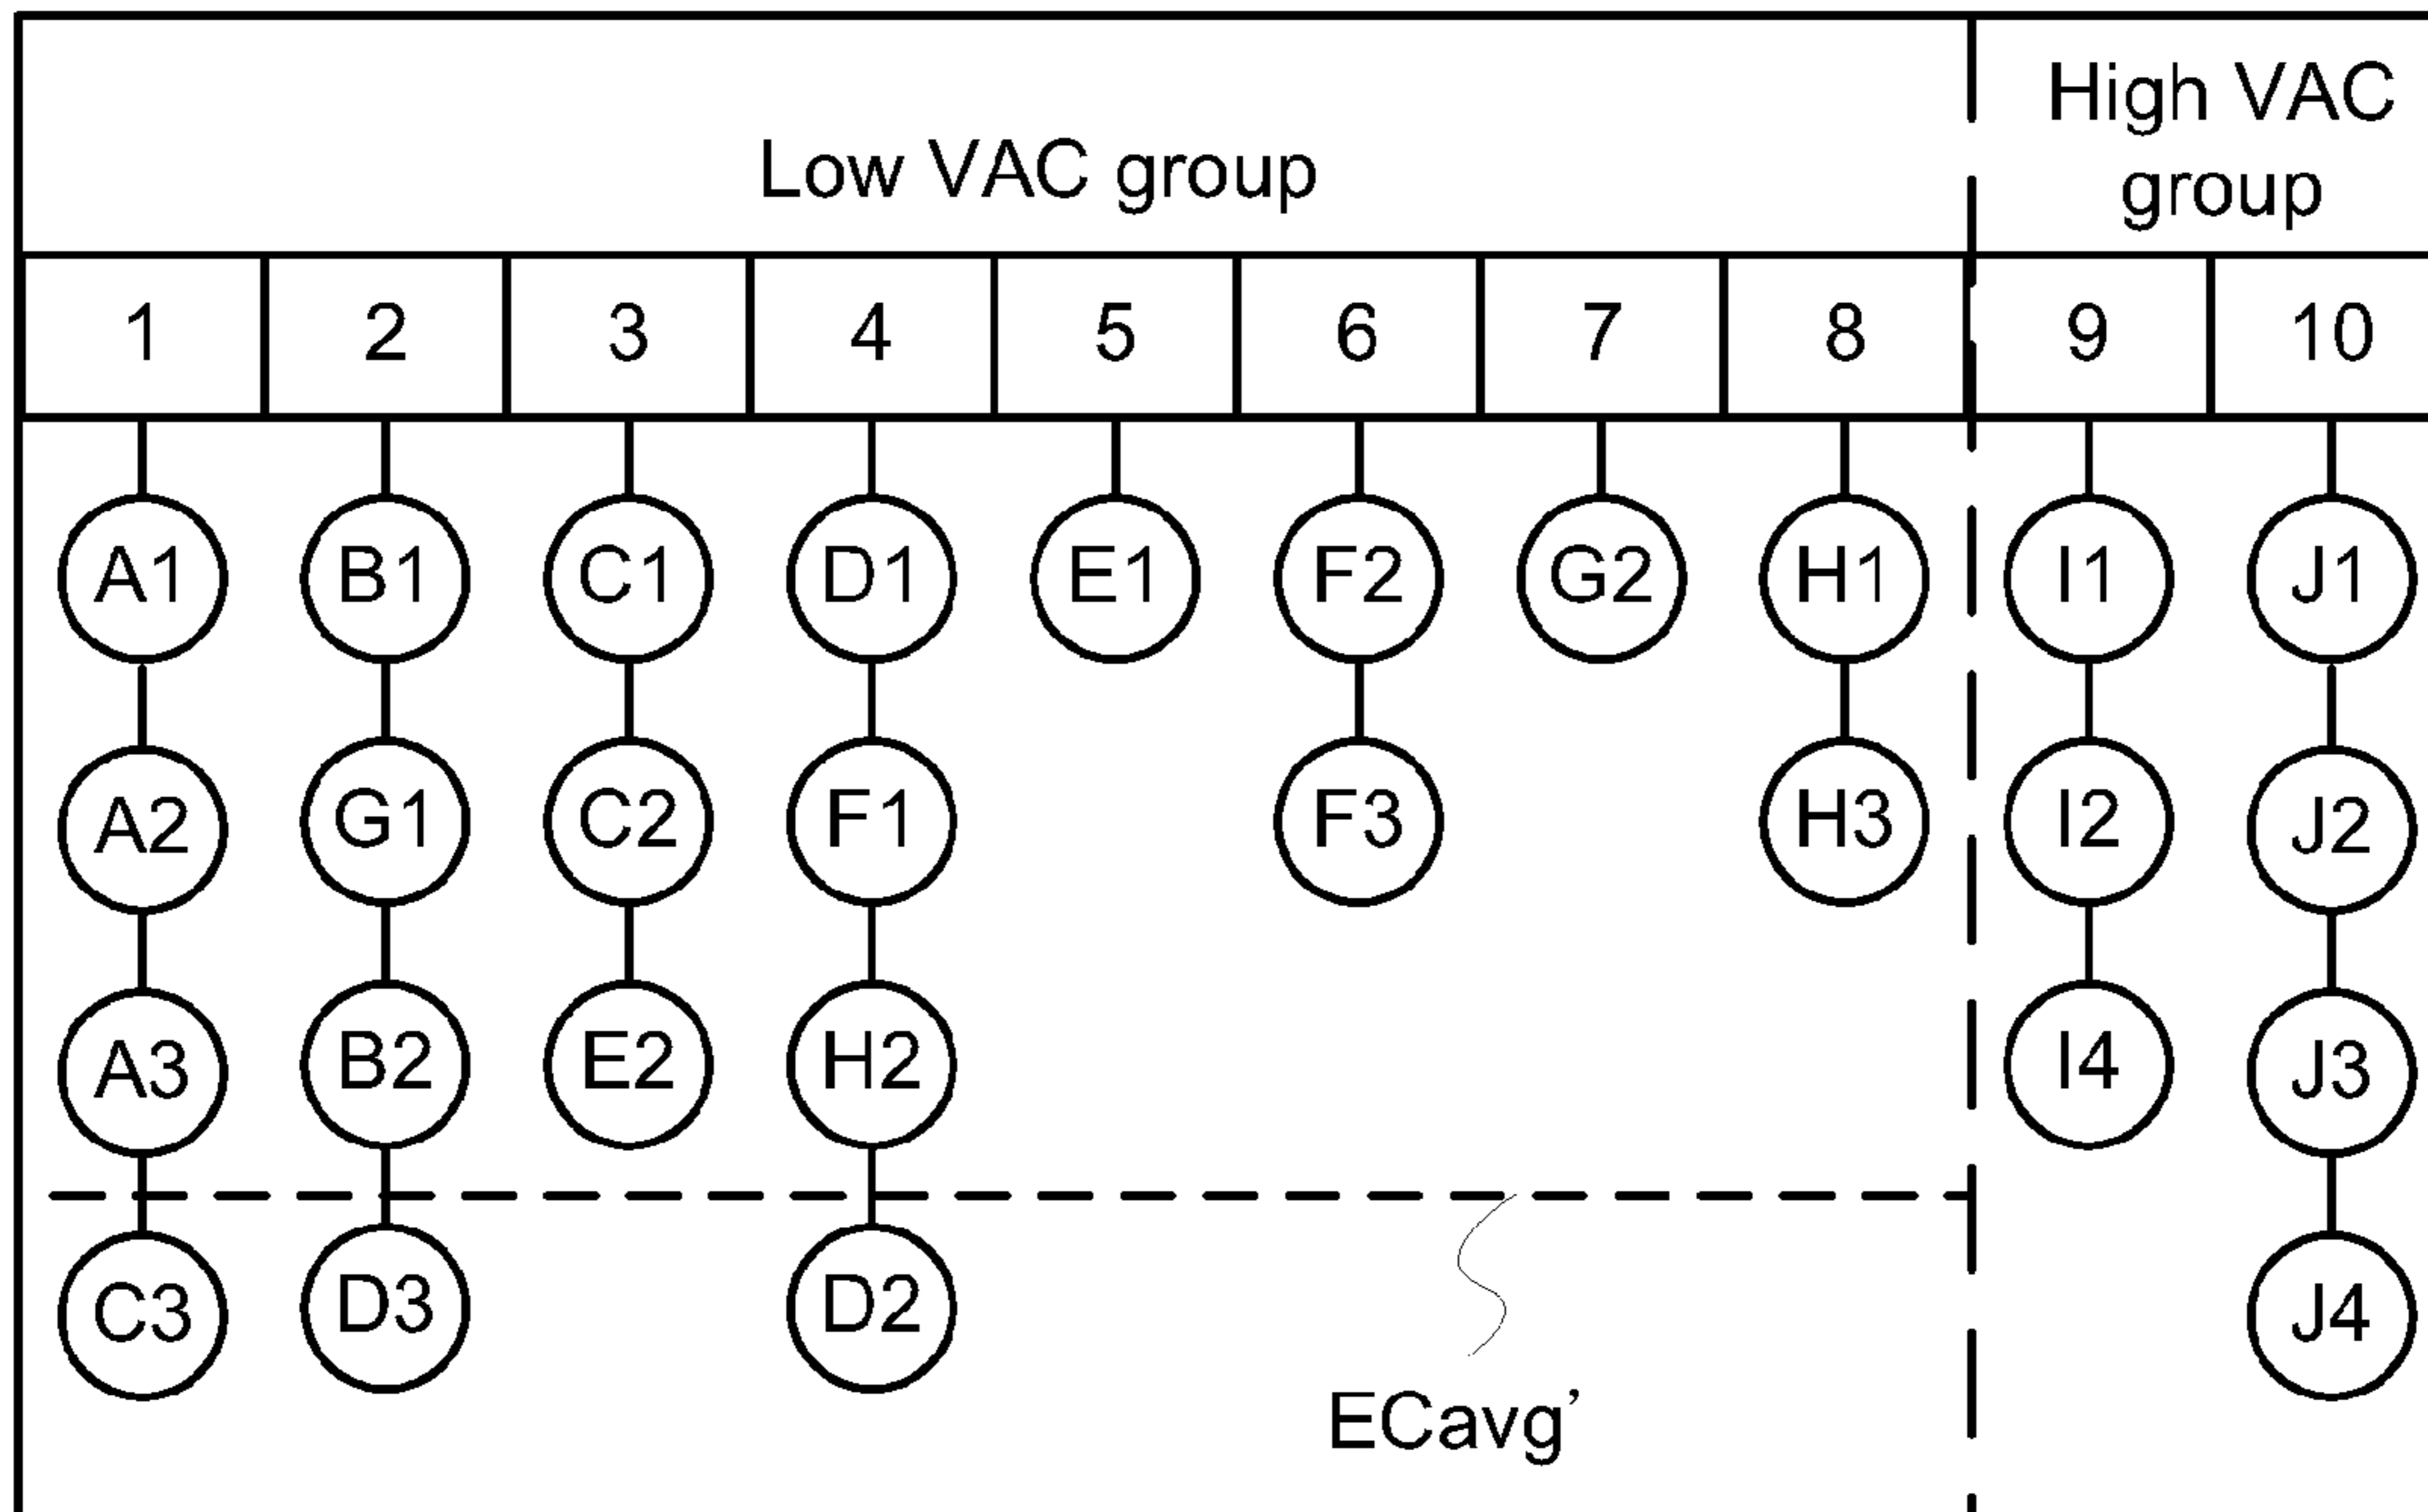 High VAC
Low VAC group
group
1 2 3 4 5 6 7 8 9 10
A1 B1 C1 D1 E1 F2 G2 H1 I1 J1
A2 G1 C2 F1 F3 H3 I2 J2
A3 B2 E2 H2 I4 J3
C3 D3 D2 J4
ECavg’